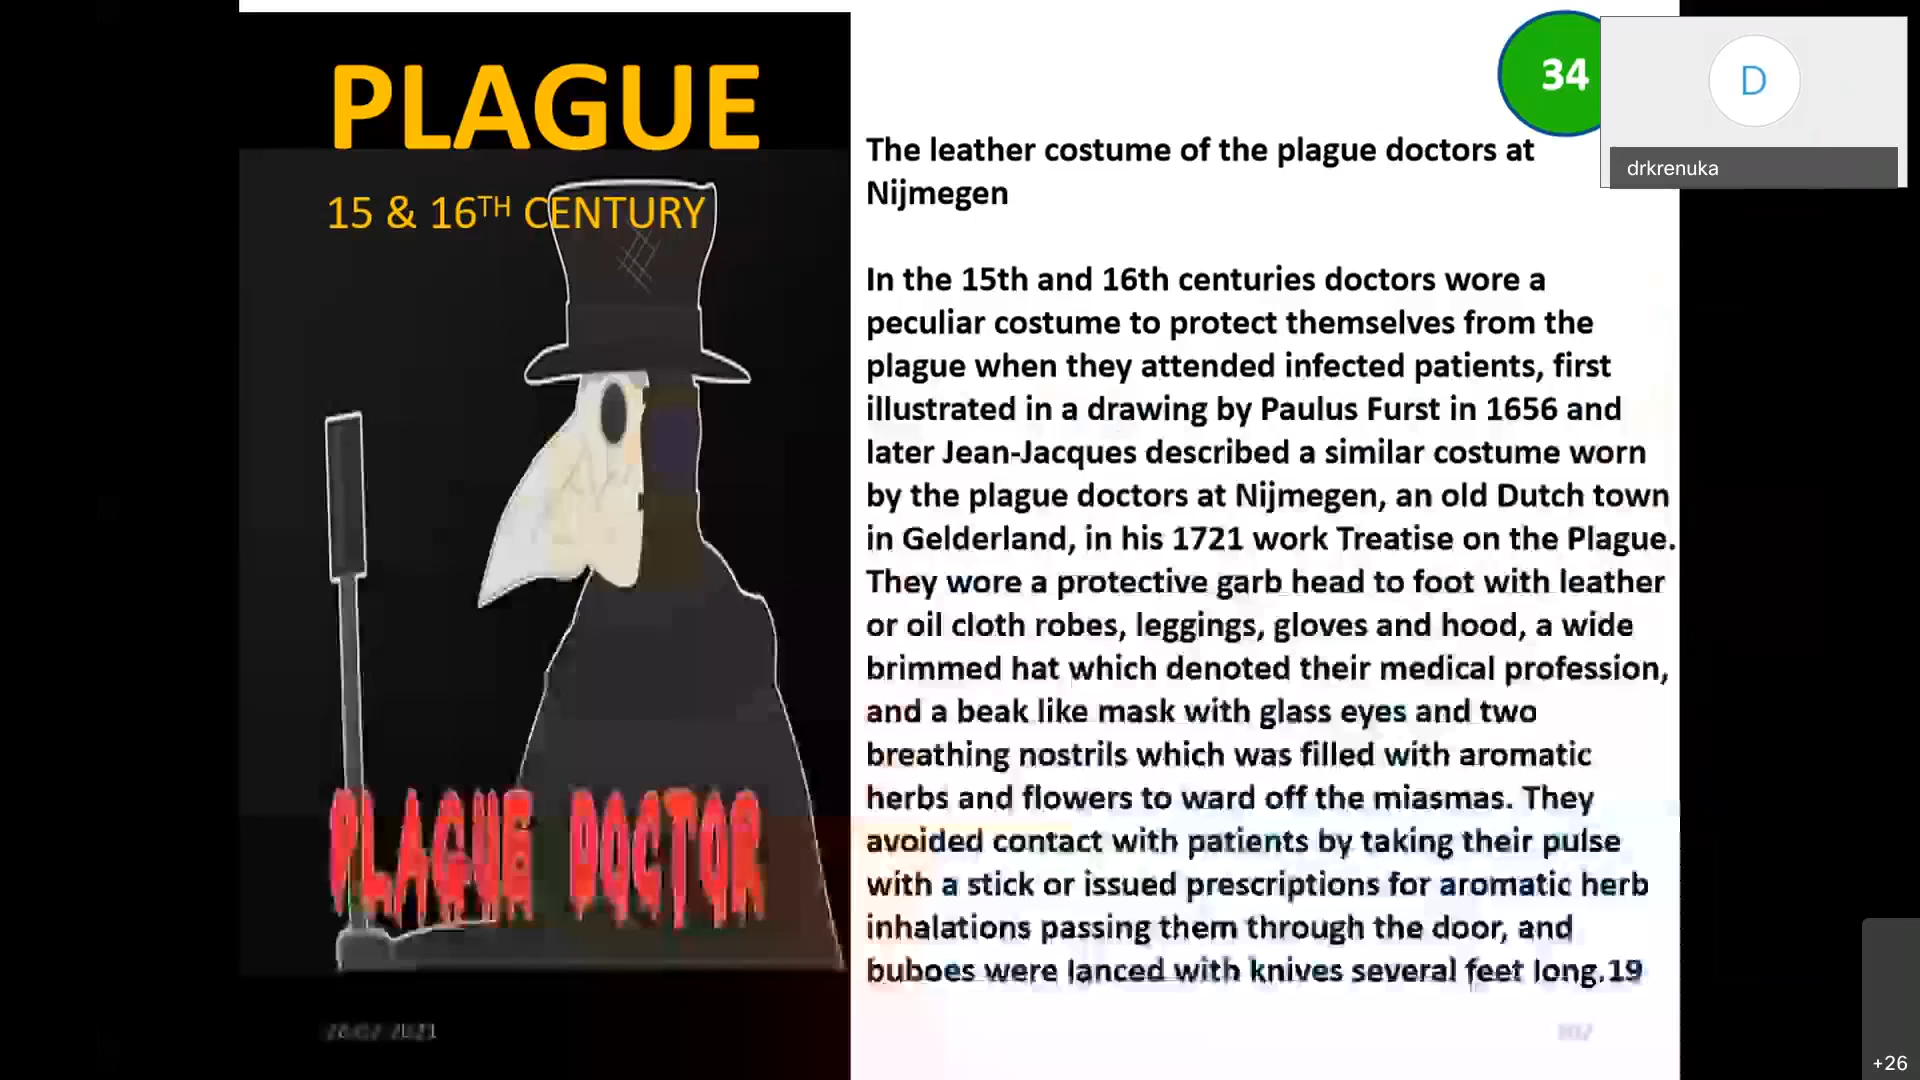 PLAGUE
15 & 16TH CENTURY
PLAGUE DOCTOR
34
D
drkrenuka
The leather costume of the plague doctors at
Nijmegen
In the 15th and 16th centuries doctors wore a
peculiar costume to protect themselves from the
plague when they attended infected patients, first
illustrated in a drawing by Paulus Furst in 1656 and
later Jean-Jacques described a similar costume worn
by the plague doctors at Nijmegen, an old Dutch town
in Gelderland, in his 1721 work Treatise on the Plague.
They wore a protective garb head to foot with leather
or oil cloth robes, leggings, gloves and hood, a wide
brimmed hat which denoted their medical profession,
and a beak like mask with glass eyes and two
breathing nostrils which was filled with aromatic
herbs and flowers to ward off the miasmas. They
avoided contact with patients by taking their pulse
with a stick or issued prescriptions for aromatic herb
inhalations passing them through the door, and
buboes were lanced with knives several feet long.19
+26